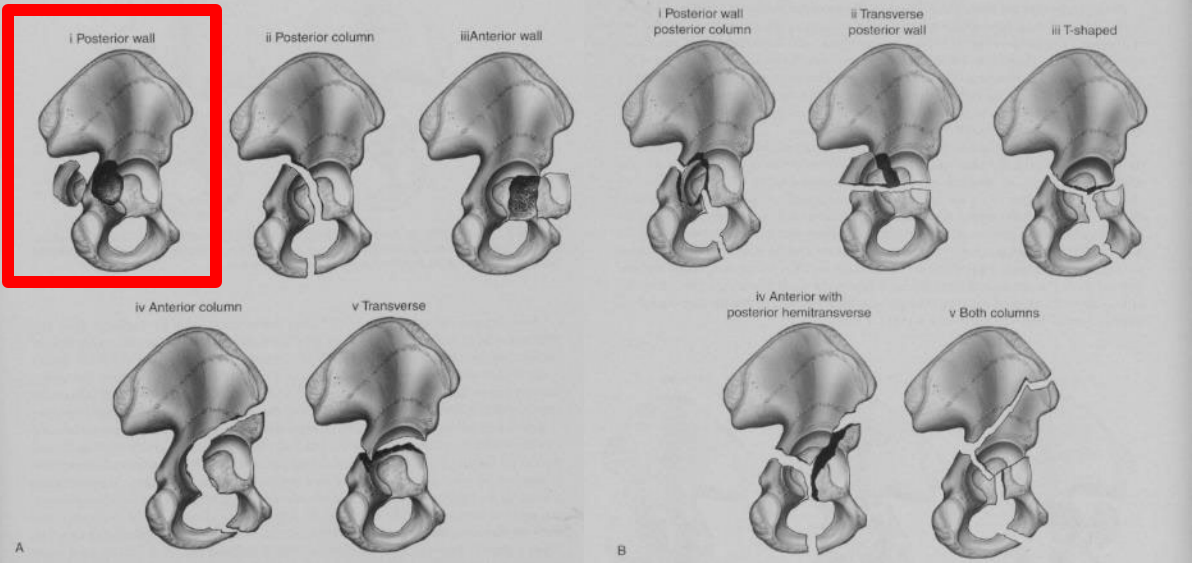 i Posterior wall
ii Posterior column
iiiAnterior wall
iv Anterior column
v Transverse
A
i Posterior wall
posterior column
ii Transverse
posterior wall
iii T-shaped
iv Anterior with
posterior hemitransverse
v Both columns
B